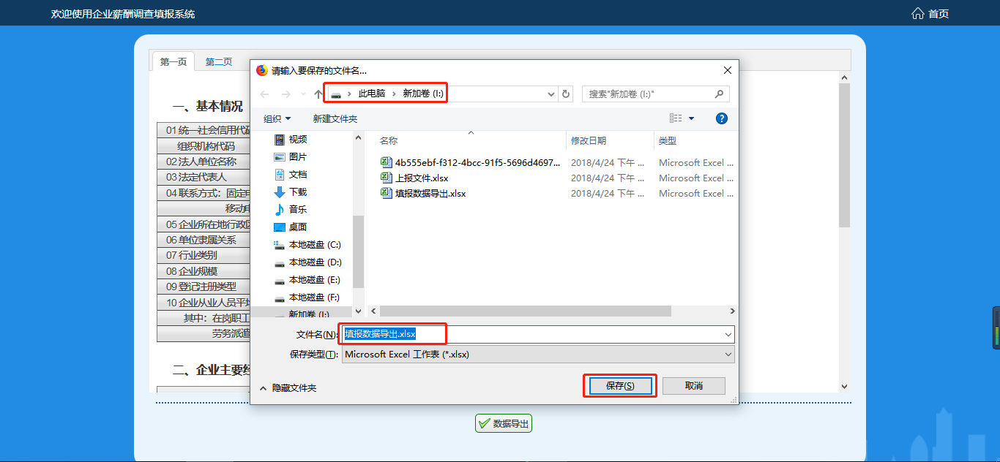 欢迎使用企业薪酬调查填报系统
首页
第一页
第二页
一、基本情况
01 统一社会信用代码
组织机构代码
02 法人单位名称
03 法定代表人
04 联系方式：固定电
移动电
05 企业所在地行政区
06 单位隶属关系
07 行业类别
08 企业规模
09 登记注册类型
10 企业从业人员平均
其中：在岗职工
劳务派遣
二、企业主要经
请输入要保存的文件名...
此电脑 › 新加卷 (I:)
搜索"新加卷 (I:)"
组织
新建文件夹
视频
图片
文档
下载
音乐
桌面
本地磁盘 (C:)
本地磁盘 (D:)
本地磁盘 (E:)
本地磁盘 (F:)
新加卷 (I:)
名称 修改日期 类型
4b555ebf-f312-4bcc-91f5-5696d4697... 2018/4/24 下午 ... Microsoft Excel ...
上报文件.xlsx 2018/4/24 下午 ... Microsoft Excel ...
填报数据导出.xlsx 2018/4/24 下午 ... Microsoft Excel ...
文件名(N): 填报数据导出.xlsx
保存类型(T): Microsoft Excel 工作表 (*.xlsx)
隐藏文件夹
保存(S)
取消
数据导出